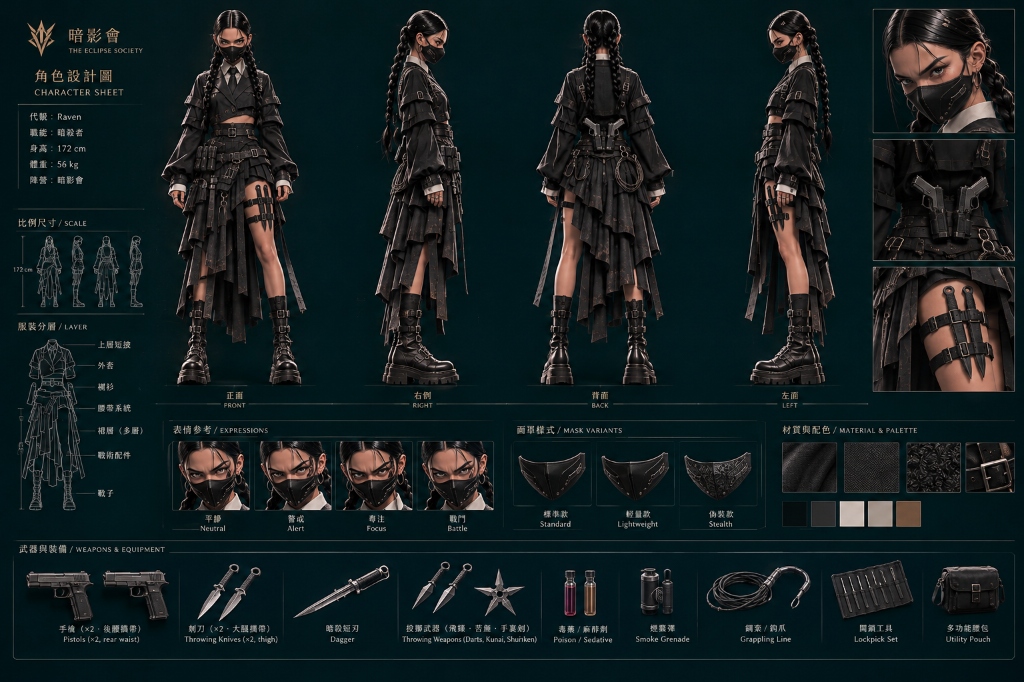 暗影會
THE ECLIPSE SOCIETY
角色設計圖
CHARACTER SHEET
代號：Raven
職能：暗殺者
身高：172 cm
體重：56 kg
陣營：暗影會
比例尺寸 / SCALE
172 cm
服裝分層 / LAYER
上層短披
外套
襯衫
腰帶系統
裙層（多層）
戰術配件
靴子
正面
FRONT
右側
RIGHT
背面
BACK
左面
LEFT
表情參考 / EXPRESSIONS
平靜
Neutral
警戒
Alert
專注
Focus
戰鬥
Battle
面罩樣式 / MASK VARIANTS
標準款
Standard
輕量款
Lightweight
偽裝款
Stealth
材質與配色 / MATERIAL & PALETTE
武器與裝備 / WEAPONS & EQUIPMENT
手槍（×2・後腰攜帶）
Pistols (×2, rear waist)
刺刀（×2・大腿攜帶）
Throwing Knives (×2, thigh)
暗殺短刃
Dagger
投擲武器（飛鏢・苦無・手裏劍）
Throwing Weapons (Darts, Kunai, Shuriken)
毒藥 / 麻醉劑
Poison / Sedative
煙霧彈
Smoke Grenade
鋼索 / 鉤爪
Grappling Line
開鎖工具
Lockpick Set
多功能腰包
Utility Pouch